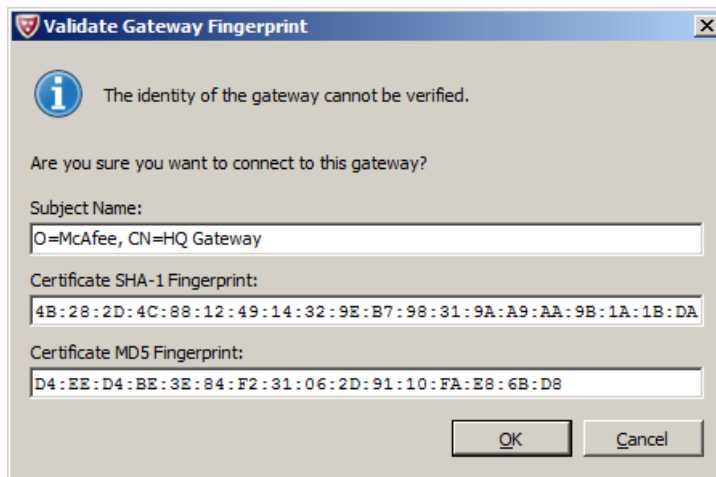 Validate Gateway Fingerprint
The identity of the gateway cannot be verified.
Are you sure you want to connect to this gateway?
Subject Name:
O=McAfee, CN=HQ Gateway
Certificate SHA-1 Fingerprint:
4B:28:2D:4C:88:12:49:14:32:9E:B7:98:31:9A:A9:AA:9B:1A:1B:DA
Certificate MD5 Fingerprint:
D4:EE:D4:BE:3E:84:F2:31:06:2D:91:10:FA:E8:6B:D8
OK Cancel